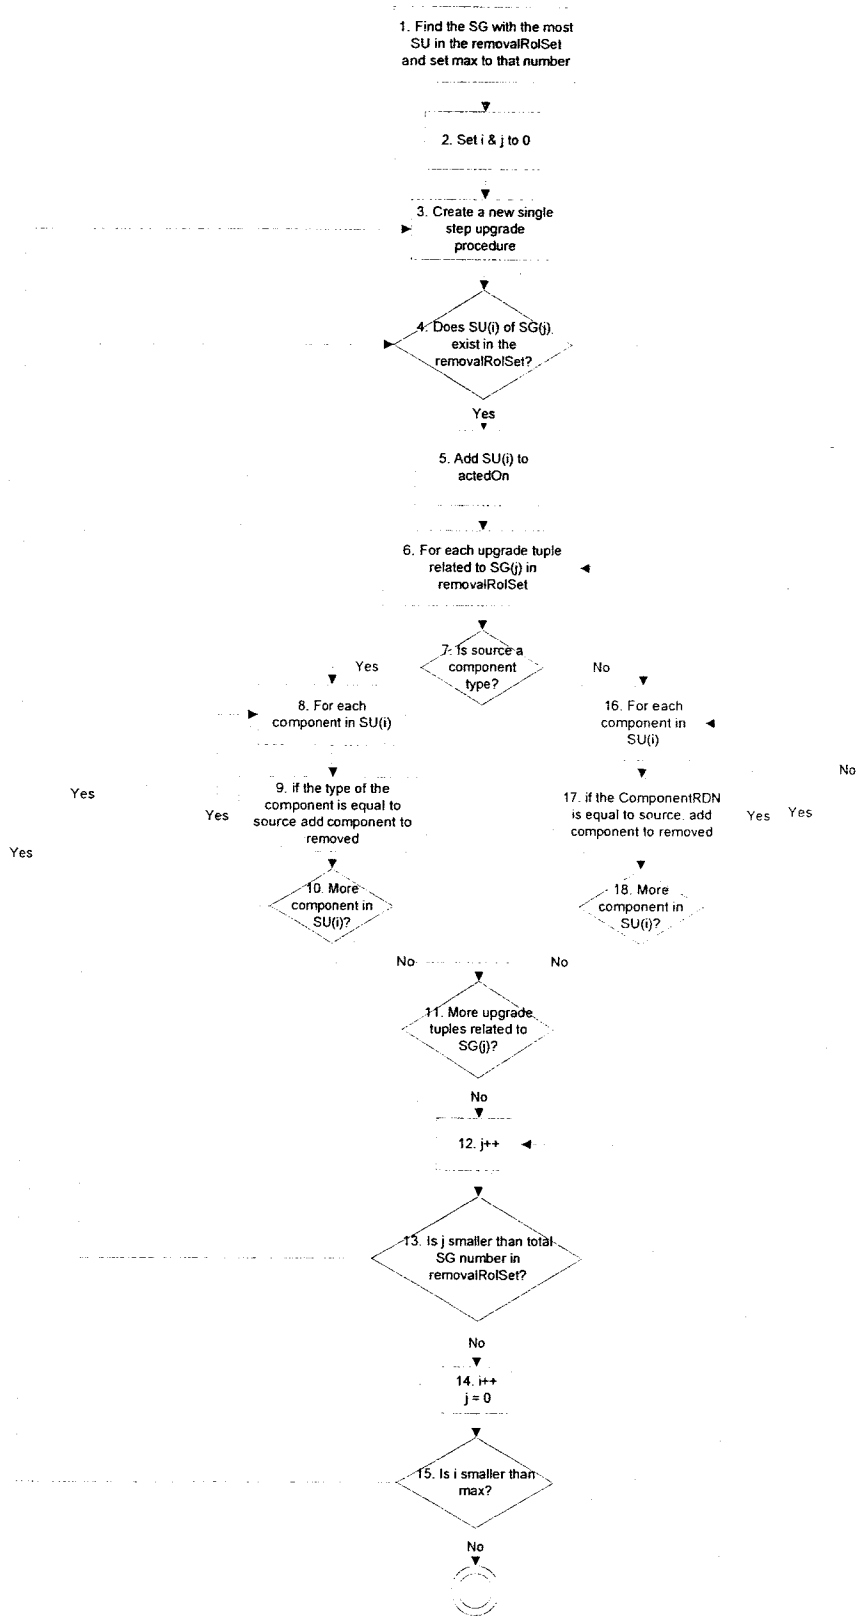 1. Find the SG with the most
SU in the removalRolSet
and set max to that number
2. Set i & j to 0
3. Create a new single
step upgrade
procedure
4. Does SU(i) of SG(j)
exist in the
removalRolSet?
Yes
5. Add SU(i) to
actedOn
6. For each upgrade tuple
related to SG(j) in
removalRolSet
7. Is source a
component
type?
Yes
No
8. For each
component in SU(i)
16. For each
component in
SU(i)
No
9. if the type of the
component is equal to
source add component to
removed
17. if the ComponentRDN
is equal to source. add
component to removed
Yes
Yes
Yes
Yes
Yes
10. More
component in
SU(i)?
18. More
component in
SU(i)?
No
No
11. More upgrade
tuples related to
SG(j)?
No
12. j++
13. Is j smaller than total
SG number in
removalRolSet?
No
14. i++
j = 0
15. Is i smaller than
max?
No